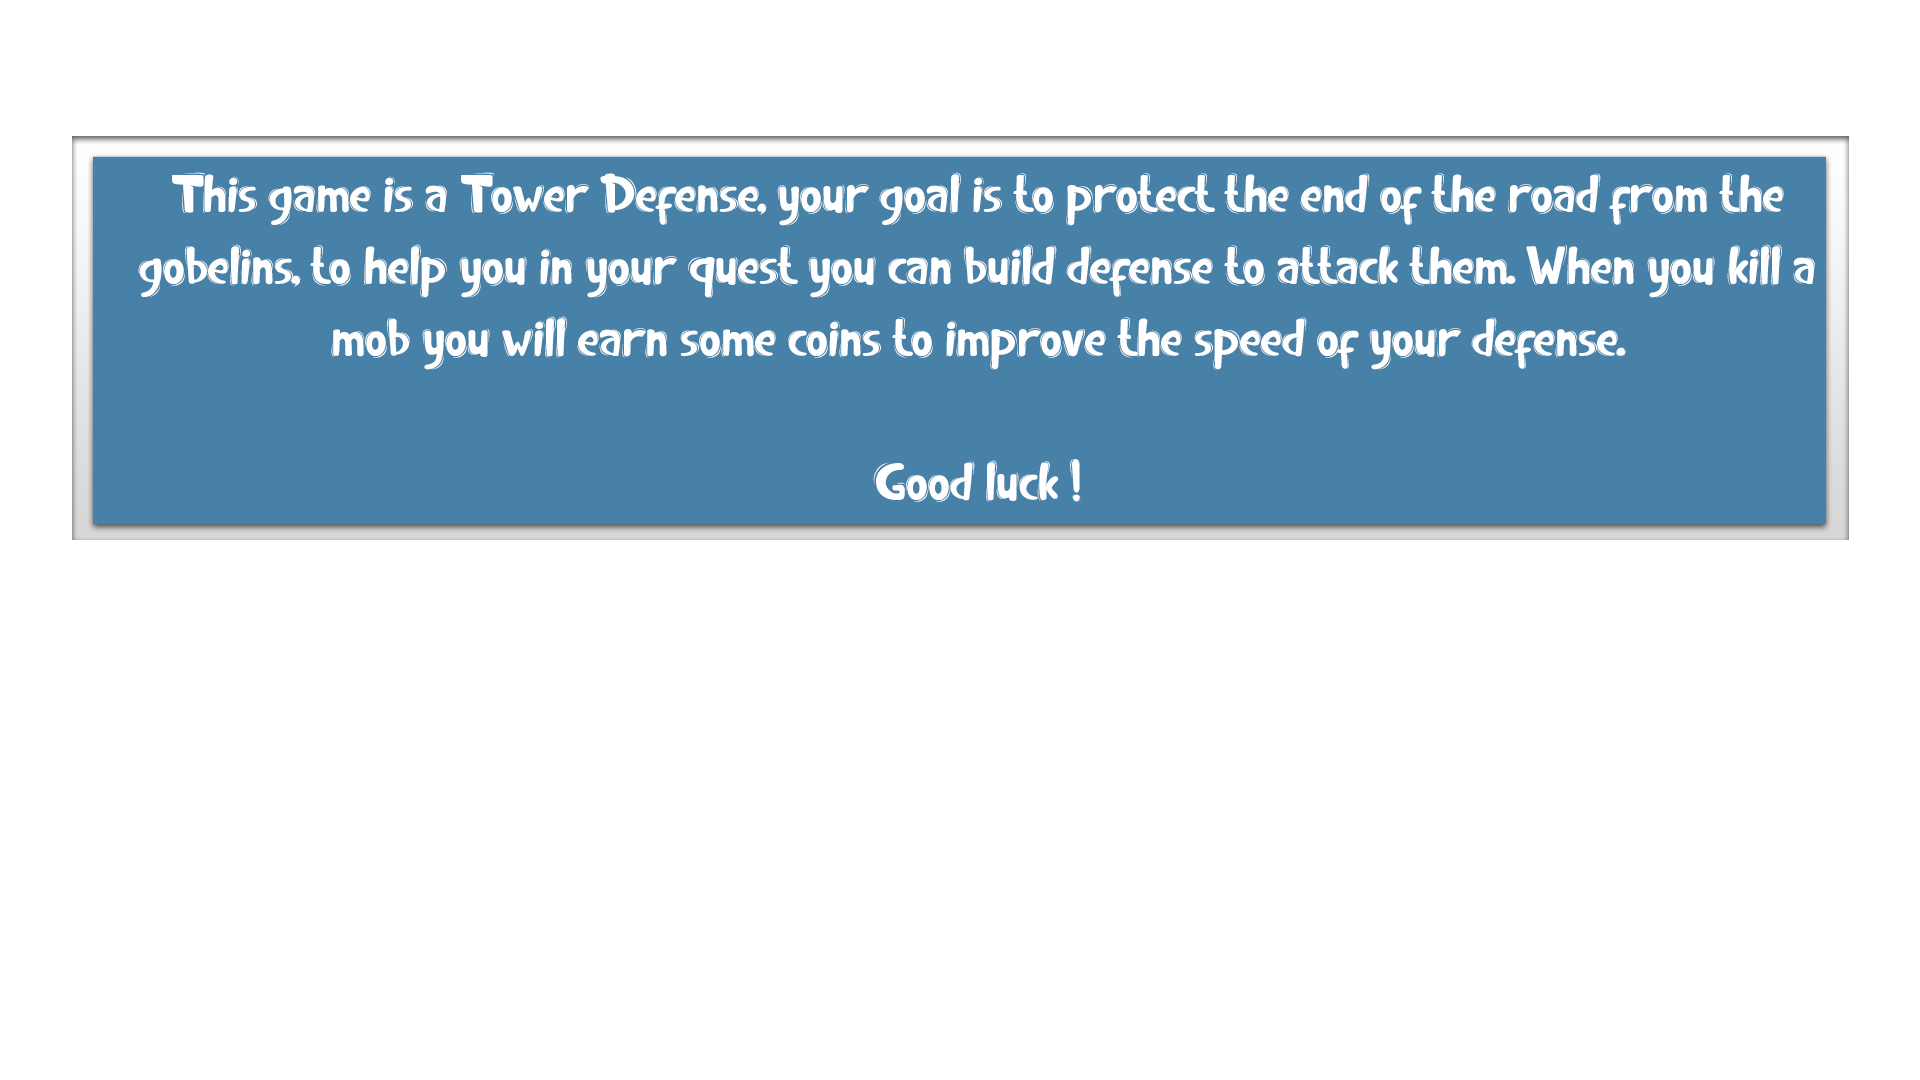 This game is a Tower Defense, your goal is to protect the end of the road from the
gobelins, to help you in your quest you can build defense to attack them. When you kill a
mob you will earn some coins to improve the speed of your defense.
Good luck !